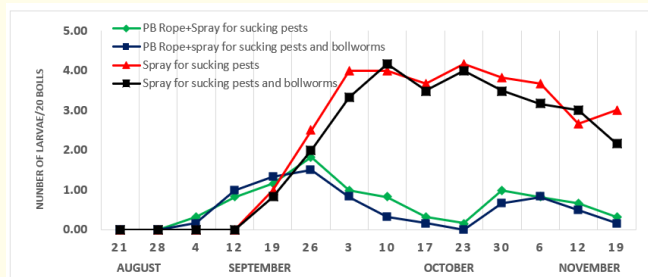 5.00
4.00
3.00
2.00
1.00
0.00
NUMBER OF LARVAE/20 BOLLS
PB Rope+Spray for sucking pests
PB Rope+spray for sucking pests and bollworms
Spray for sucking pests
Spray for sucking pests and bollworms
21 28 4 12 19 26 3 10 17 23 30 6 12 19
AUGUST SEPTEMBER OCTOBER NOVEMBER